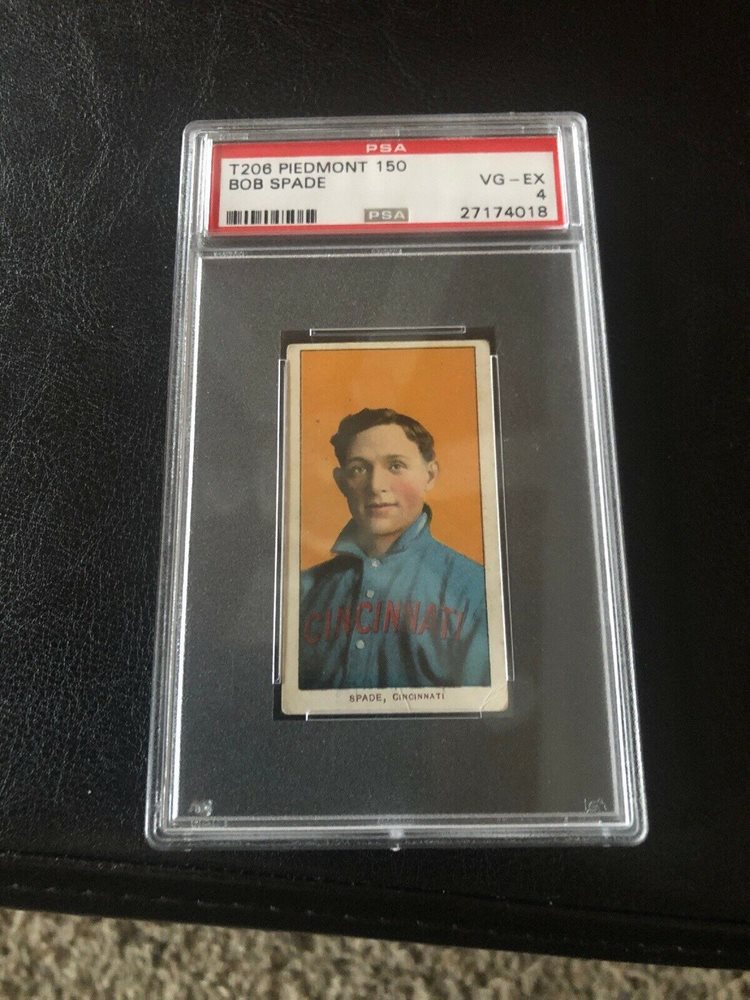 PSA
T206 PIEDMONT 150
BOB SPADE
VG-EX
4
PSA
27174018
CINCINNATI
SPADE, CINCINNATI